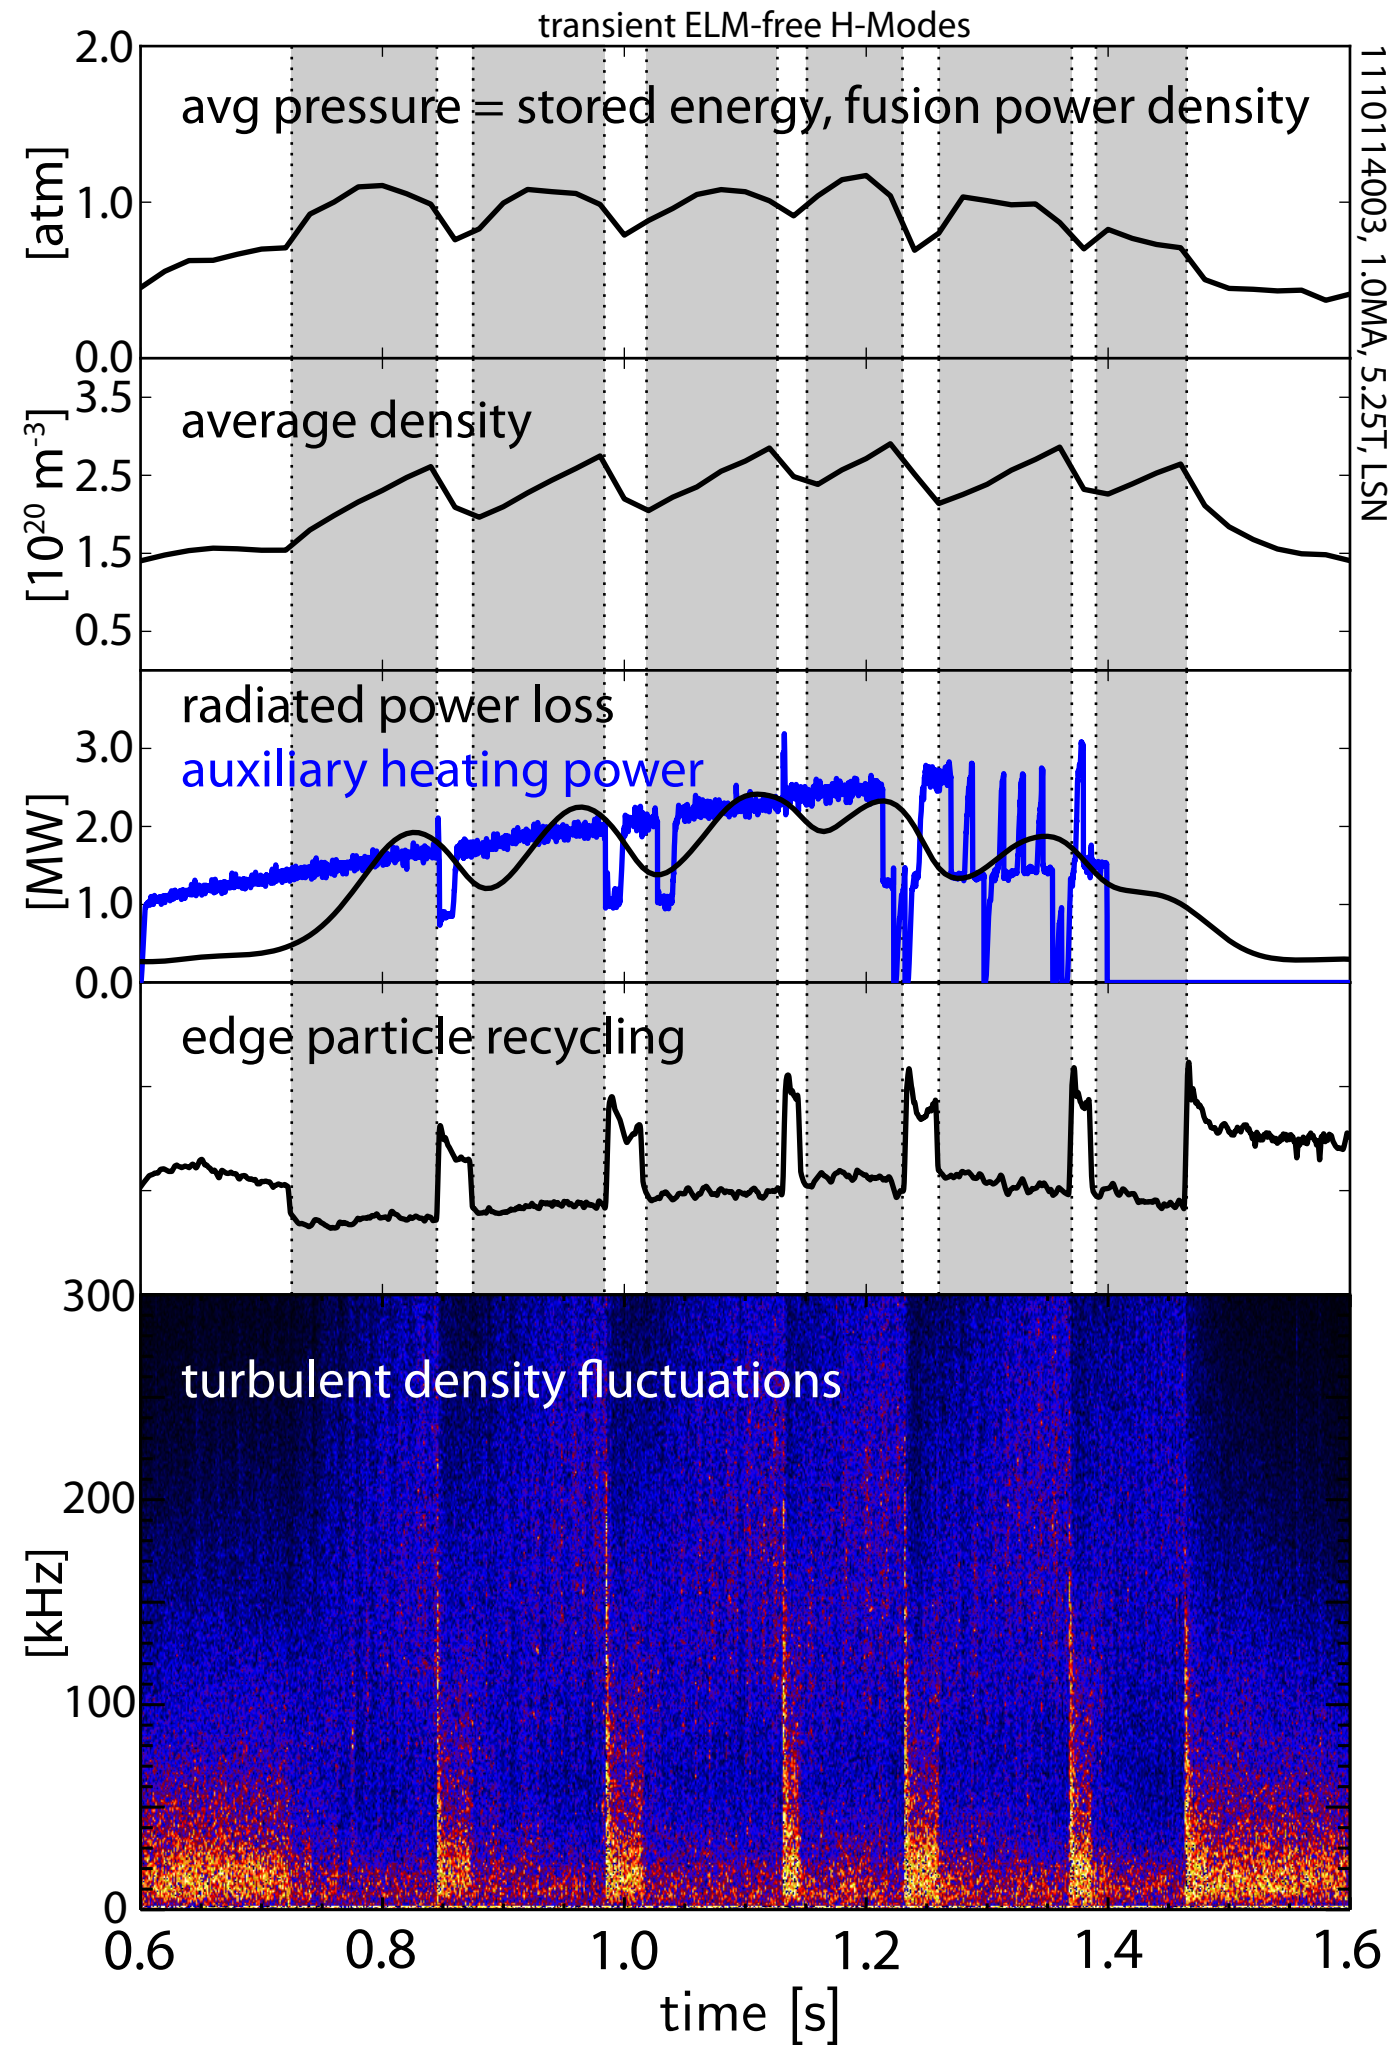 transient ELM-free H-Modes
2.0
avg pressure = stored energy, fusion power density
1.0
[atm]
0.0
1110114003, 1.0MA, 5.25T, LSN
3.5
average density
2.5
[10²⁰ m⁻³]
1.5
0.5
radiated power loss
3.0
auxiliary heating power
2.0
[MW]
1.0
0.0
edge particle recycling
300
turbulent density fluctuations
200
[kHz]
100
0
0.6 0.8 1.0 1.2 1.4 1.6
time [s]